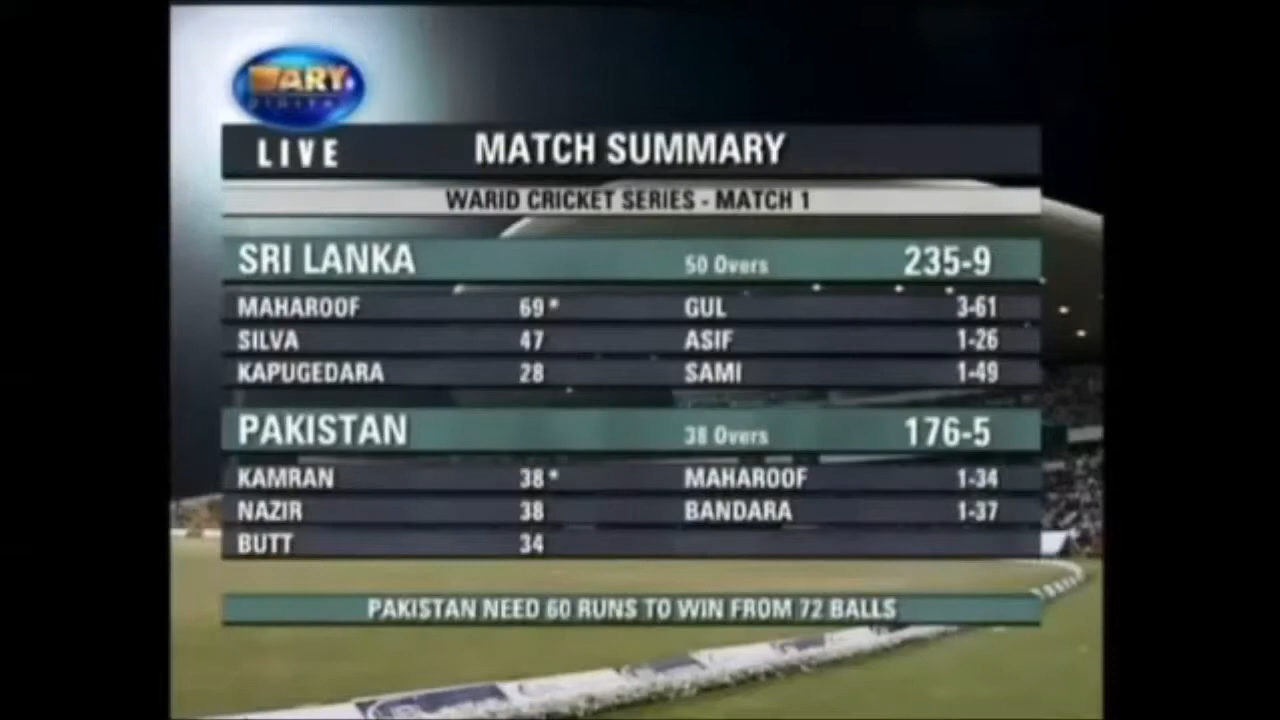 ARY
DIGITAL
LIVE
MATCH SUMMARY
WARID CRICKET SERIES - MATCH 1
SRI LANKA 50 Overs 235-9
MAHAROOF 69* GUL 3-61
SILVA 47 ASIF 1-26
KAPUGEDARA 28 SAMI 1-49
PAKISTAN 38 Overs 176-5
KAMRAN 38* MAHAROOF 1-34
NAZIR 38 BANDARA 1-37
BUTT 34
PAKISTAN NEED 60 RUNS TO WIN FROM 72 BALLS